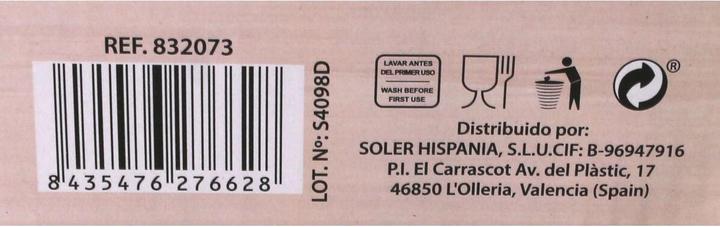 REF. 832073
8 435476 276628
LOT. Nº: S4098D
LAVAR ANTES
DEL PRIMER USO
WASH BEFORE
FIRST USE
®
Distribuido por:
SOLER HISPANIA, S.L.U.CIF: B-96947916
P.I. El Carrascot Av. del Plàstic, 17
46850 L'Olleria, Valencia (Spain)